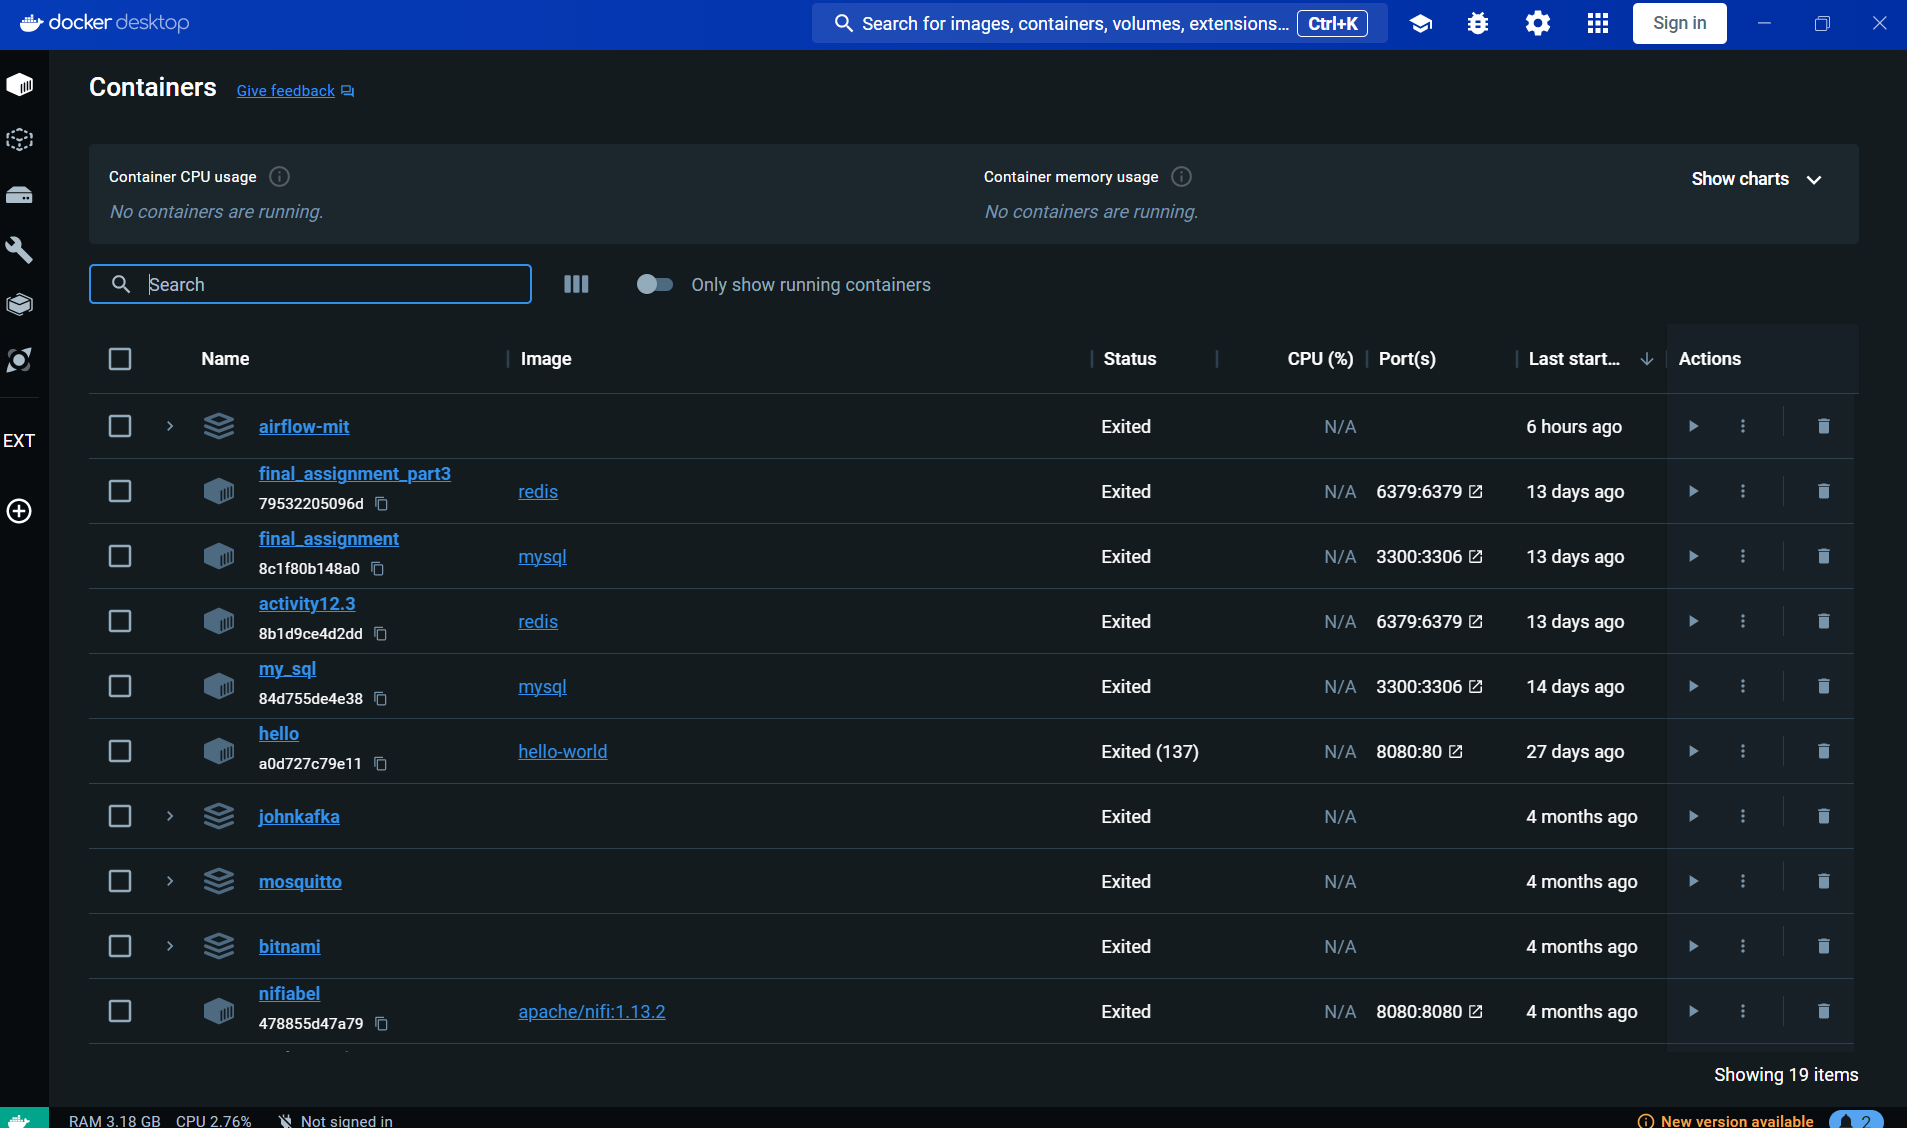 docker desktop
Search for images, containers, volumes, extensions... Ctrl+K
Sign in
Containers Give feedback
Container CPU usage
No containers are running.
Container memory usage
No containers are running.
Show charts
Search
Only show running containers
Name Image Status CPU (%) Port(s) Last start... Actions
EXT
airflow-mit Exited N/A 6 hours ago
final_assignment_part3
79532205096d
redis Exited N/A 6379:6379 13 days ago
final_assignment
8c1f80b148a0
mysql Exited N/A 3300:3306 13 days ago
activity12.3
8b1d9ce4d2dd
redis Exited N/A 6379:6379 13 days ago
my_sql
84d755de4e38
mysql Exited N/A 3300:3306 14 days ago
hello
a0d727c79e11
hello-world Exited (137) N/A 8080:80 27 days ago
johnkafka Exited N/A 4 months ago
mosquitto Exited N/A 4 months ago
bitnami Exited N/A 4 months ago
nifiabel
478855d47a79
apache/nifi:1.13.2 Exited N/A 8080:8080 4 months ago
Showing 19 items
RAM 3.18 GB CPU 2.76% Not signed in
New version available 2